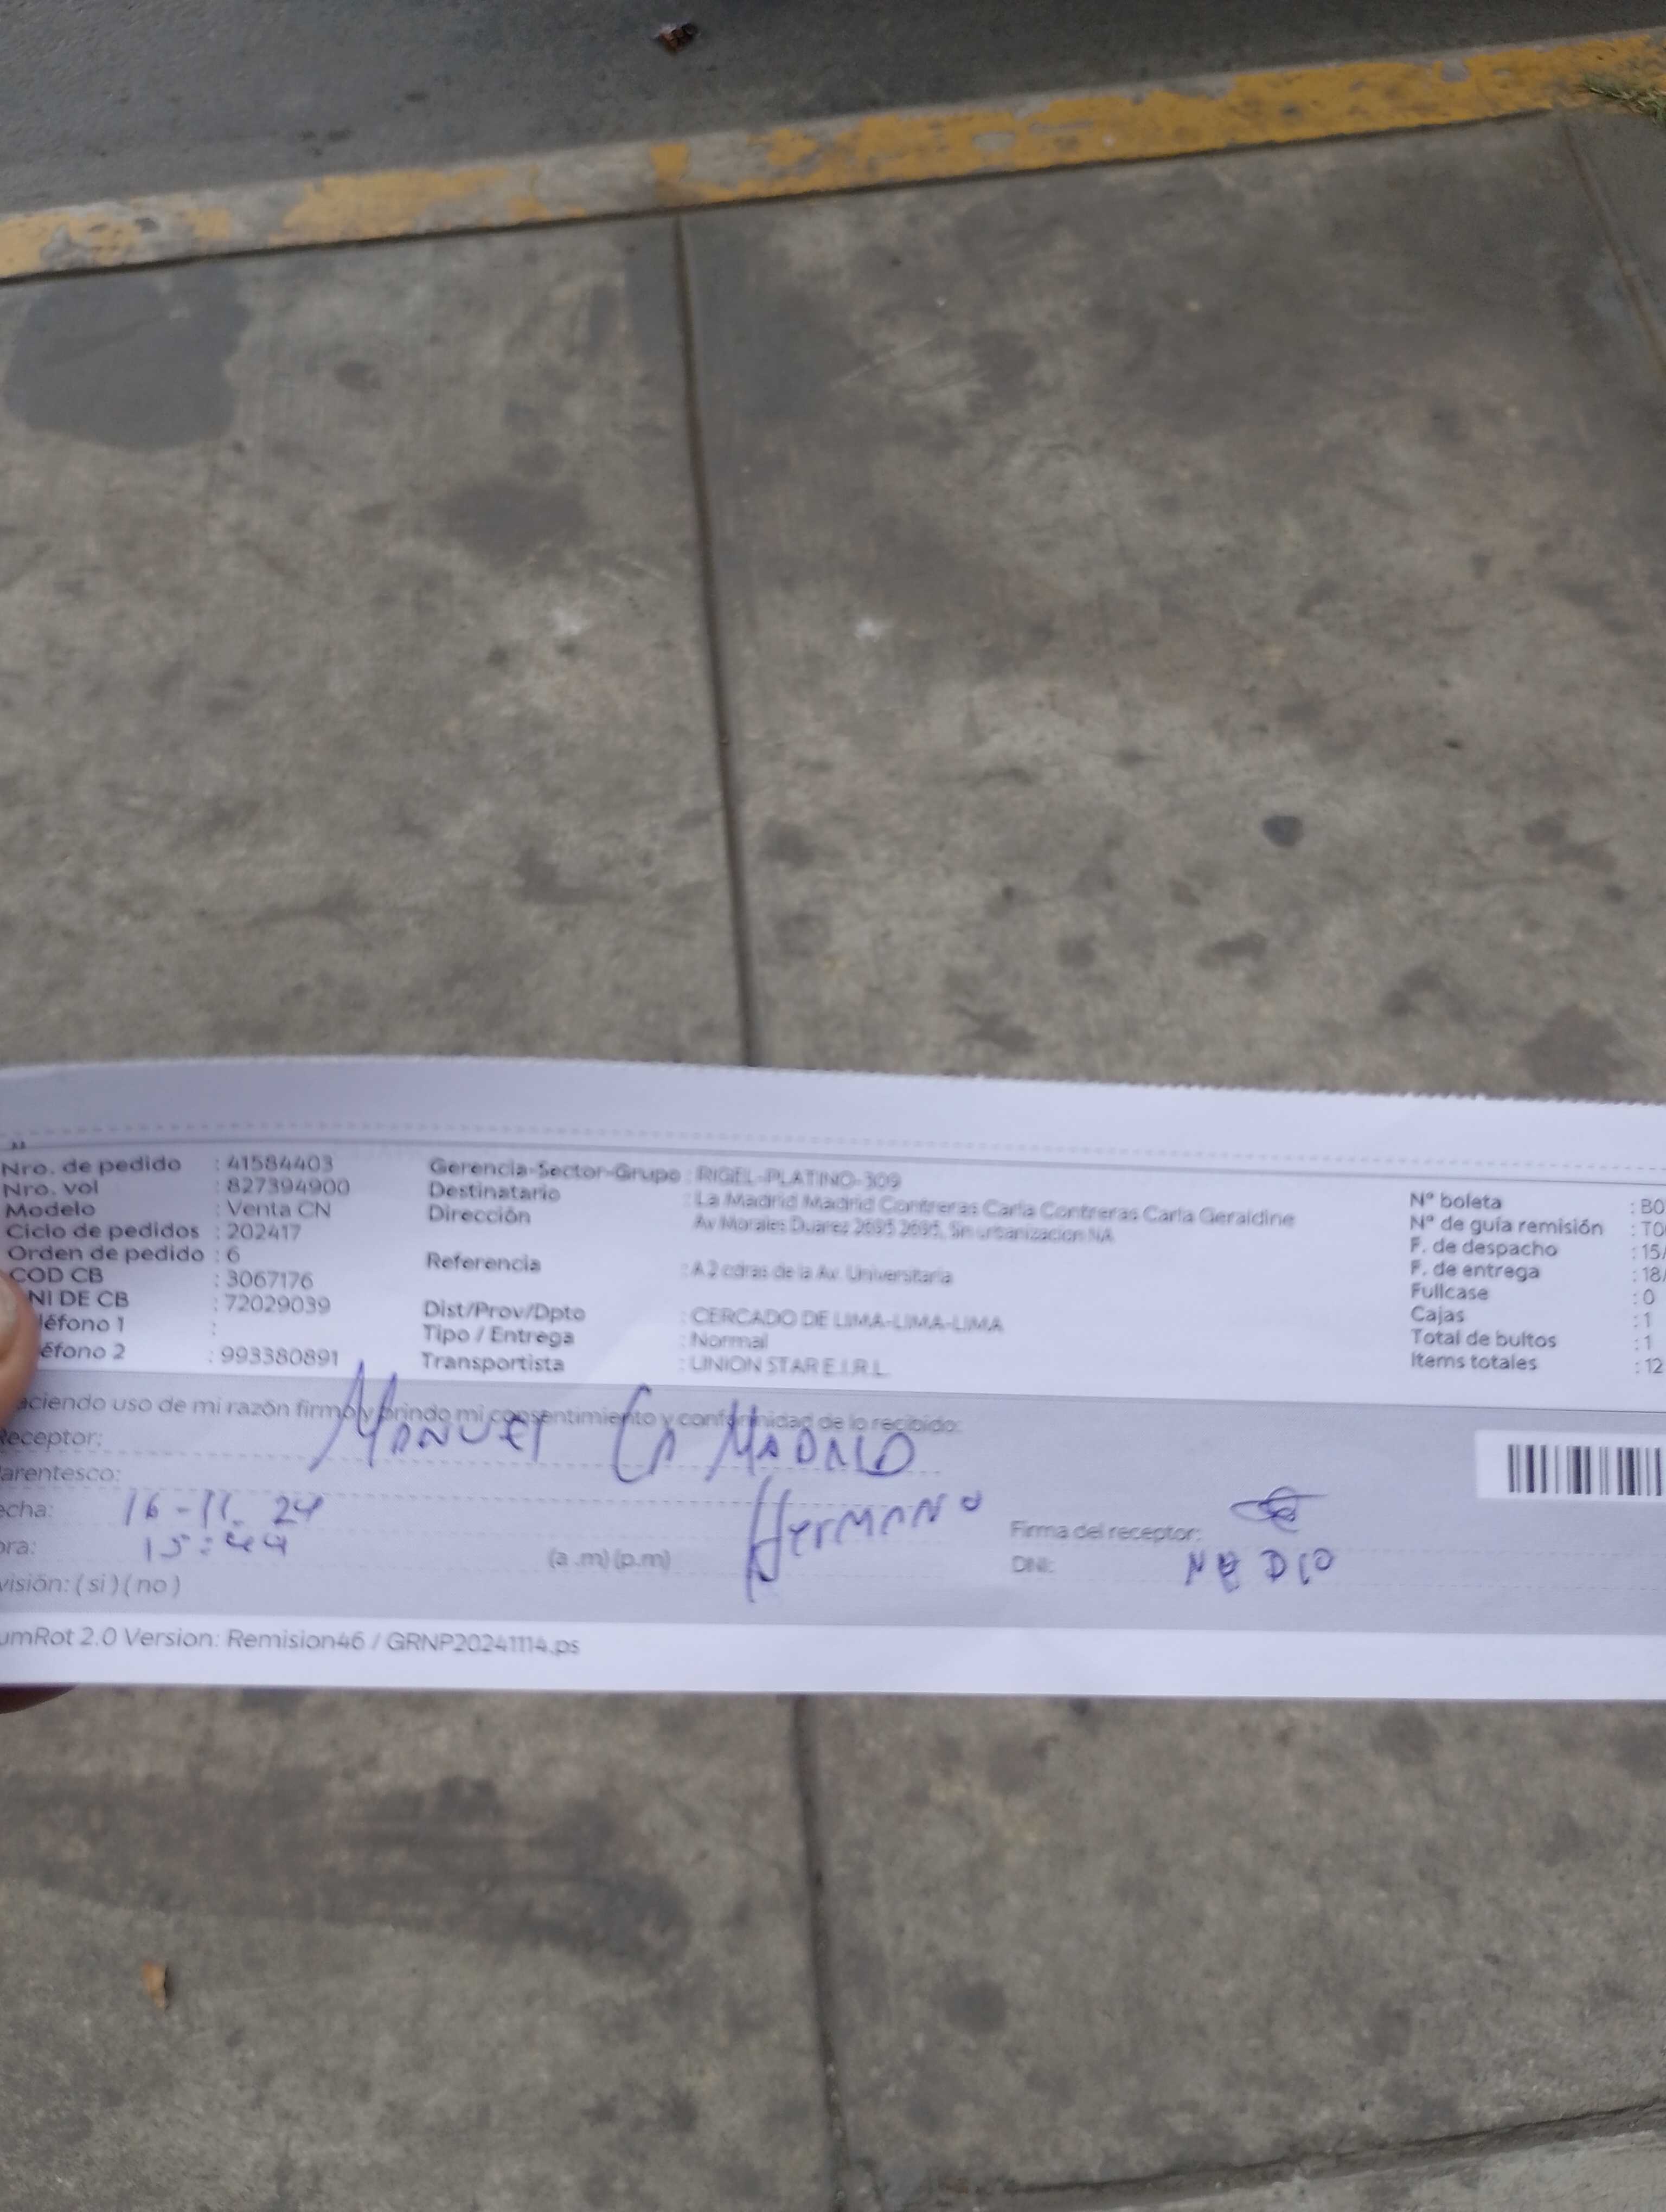 Nro. de pedido : 41584403
Nro. vol : 827394900
Modelo : Venta CN
Ciclo de pedidos : 202417
Orden de pedido : 6
COD CB : 3067176
NI DE CB : 72029039
léfono 1 :
éfono 2 : 993380891
Gerencia-Sector-Grupo : RIGEL-PLATINO-309
Destinatario : La Madrid Madrid Contreras Carla Contreras Carla Geraldine
Dirección Av Morales Duarez 2695 2695, Sin urbanizacion NA
Referencia : A 2 cdras de la Av. Universitaria
Dist/Prov/Dpto : CERCADO DE LIMA-LIMA-LIMA
Tipo / Entrega : Normal
Transportista : UNION STAR E.I.R.L
N° boleta : B0
N° de guía remisión : T0
F. de despacho : 15/
F. de entrega : 18/
Fullcase : 0
Cajas : 1
Total de bultos : 1
Items totales : 12
aciendo uso de mi razón firmo y brindo mi consentimiento y conformidad de lo recibido:
Receptor: Manuel La Madrid
arentesco: Hermano
echa: 16-11-24
ora: 15:44 (a .m) (p.m)
Firma del receptor:
DNI: NE DIO
visión: ( si ) ( no )
umRot 2.0 Version: Remision46 / GRNP20241114.ps